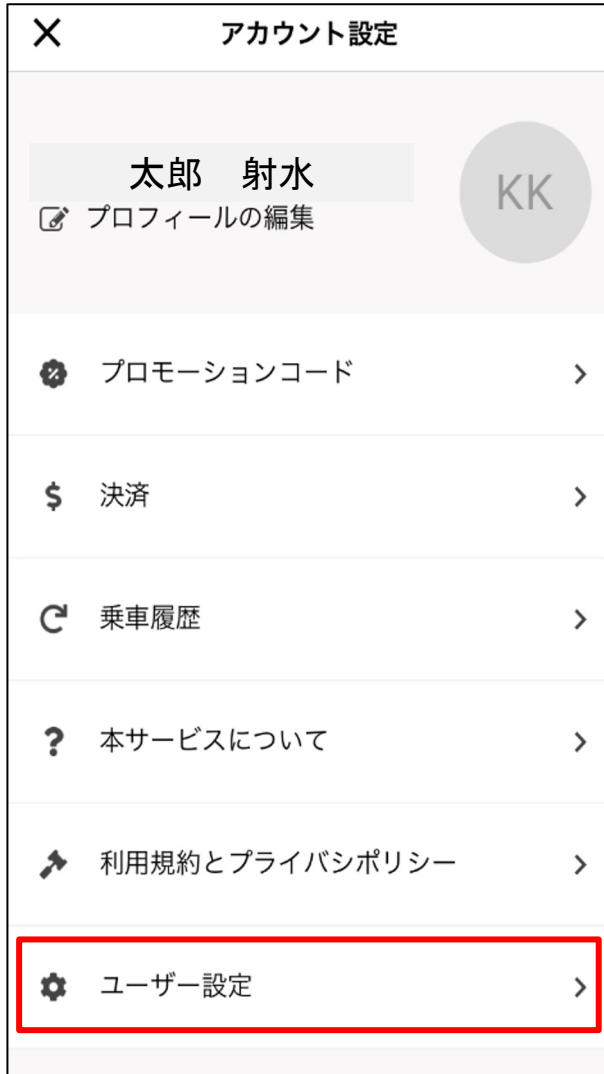 アカウント設定
太郎　射水
KK
プロフィールの編集
プロモーションコード
決済
乗車履歴
本サービスについて
利用規約とプライバシポリシー
ユーザー設定